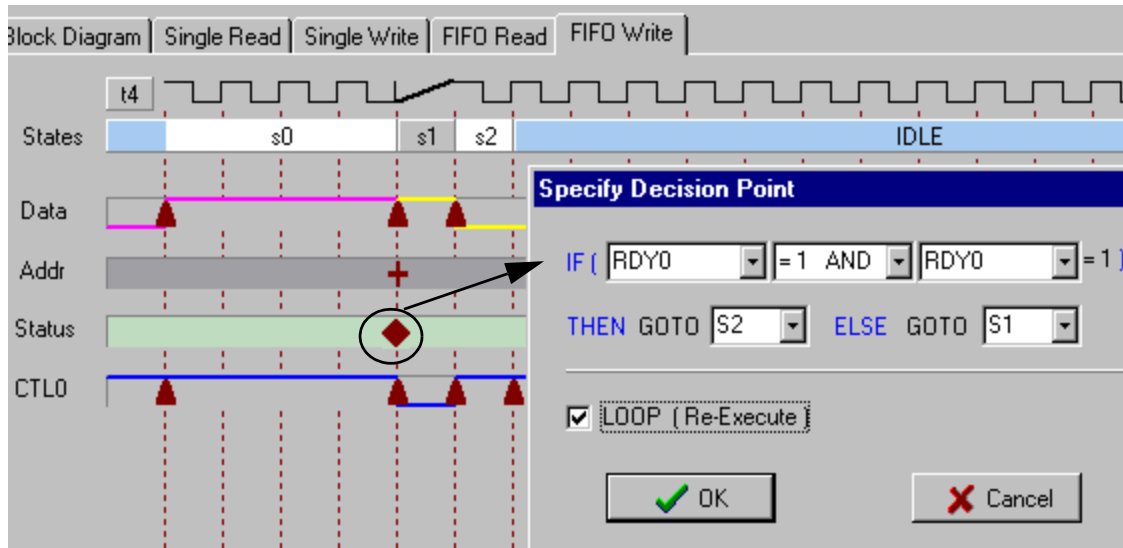 Block Diagram Single Read Single Write FIFO Read FIFO Write
t4
States s0 s1 s2 IDLE
Specify Decision Point
Data
IF ( RDY0 = 1 AND RDY0 = 1 )
Addr
THEN GOTO S2 ELSE GOTO S1
Status
CTL0
LOOP ( Re-Execute )
OK Cancel